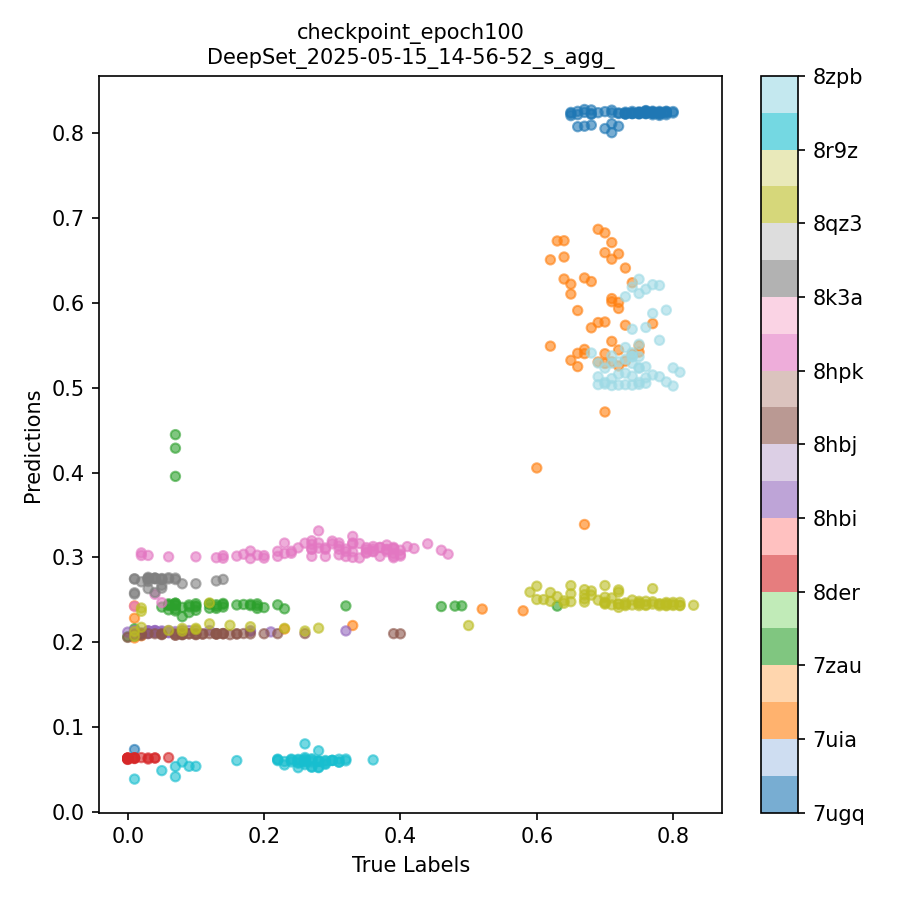 checkpoint_epoch100
DeepSet_2025-05-15_14-56-52_s_agg_
Predictions
0.8
0.7
0.6
0.5
0.4
0.3
0.2
0.1
0.0
0.0
0.2
0.4
0.6
0.8
True Labels
8zpb
8r9z
8qz3
8k3a
8hpk
8hbj
8hbi
8der
7zau
7uia
7ugq